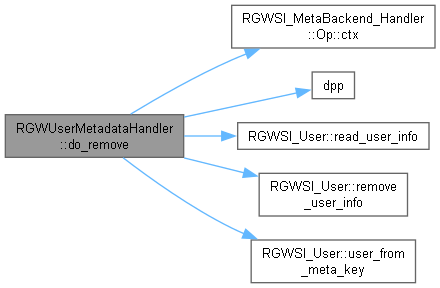 RGWSI_MetaBackend_Handler
::Op::ctx
dpp
RGWUserMetadataHandler
::do_remove
RGWSI_User::read_user_info
RGWSI_User::remove
_user_info
RGWSI_User::user_from
_meta_key